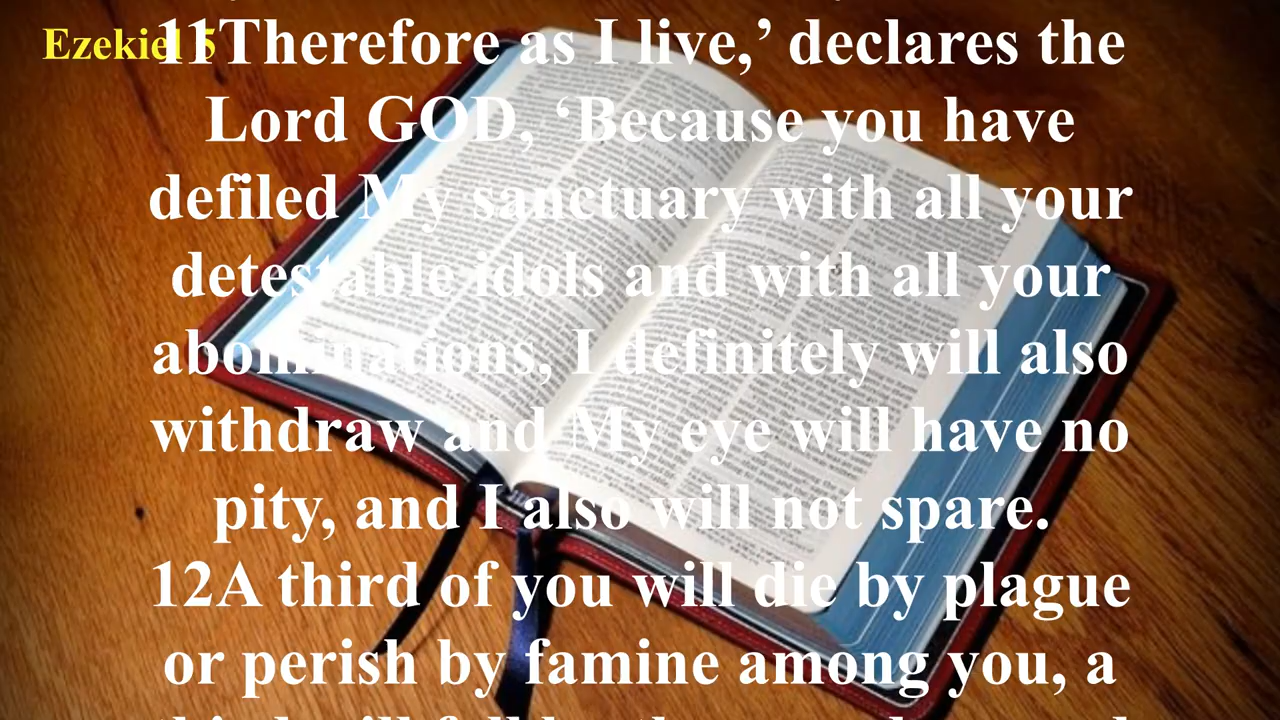 Ezekiel 5
11Therefore as I live,’ declares the
Lord GOD, ‘Because you have
defiled My sanctuary with all your
detestable idols and with all your
abominations, I definitely will also
withdraw and My eye will have no
pity, and I also will not spare.
12A third of you will die by plague
or perish by famine among you, a